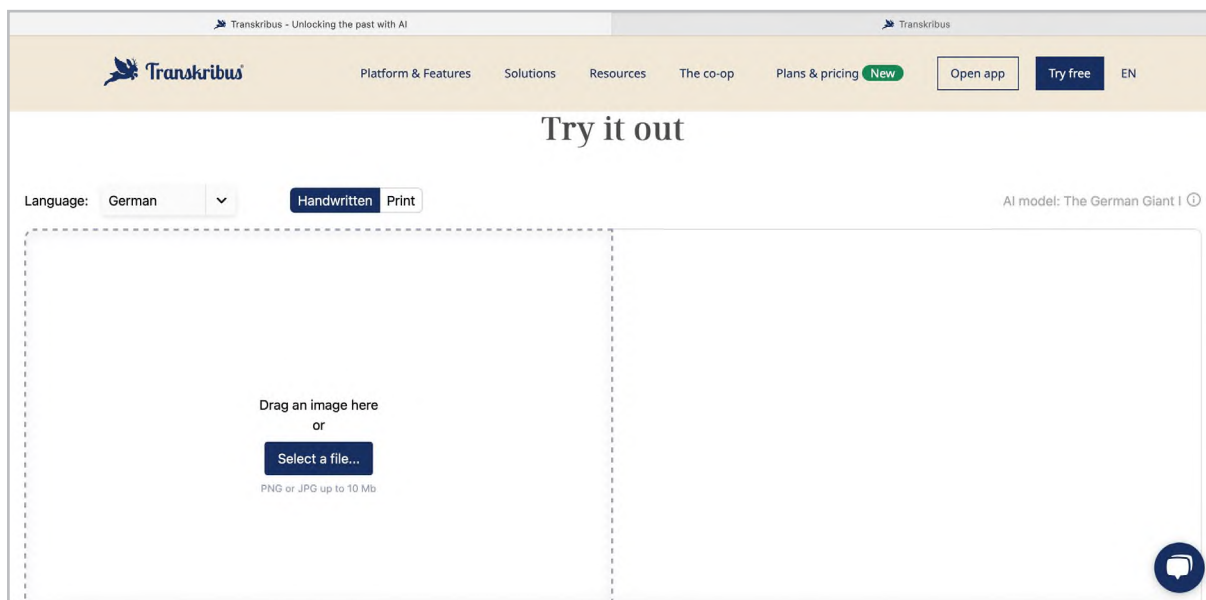 Transkribus - Unlocking the past with AI
Transkribus
Transkribus
Platform & Features
Solutions
Resources
The co-op
Plans & pricing New
Open app
Try free
EN
Try it out
Language: German
Handwritten Print
AI model: The German Giant I
Drag an image here
or
Select a file...
PNG or JPG up to 10 Mb